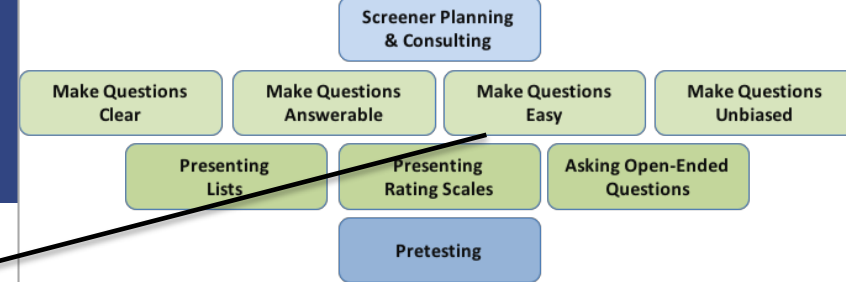 Screener Planning
& Consulting
Make Questions
Clear
Make Questions
Answerable
Make Questions
Easy
Make Questions
Unbiased
Presenting
Lists
Presenting
Rating Scales
Asking Open-Ended
Questions
Pretesting